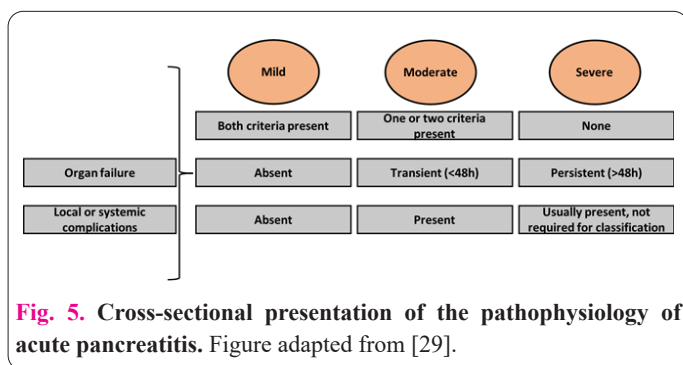 Mild Moderate Severe
Both criteria present One or two criteria present None
Organ failure Absent Transient (<48h) Persistent (>48h)
Local or systemic complications Absent Present Usually present, not required for classification
Fig. 5. Cross-sectional presentation of the pathophysiology of
acute pancreatitis. Figure adapted from [29].